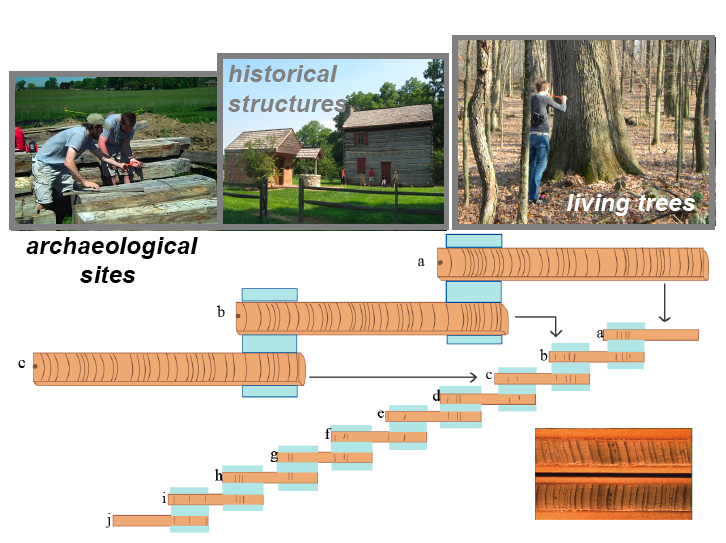 historical
structures
living trees
archaeological
sites
a
b
c
a
b
c
d
e
f
g
h
i
j